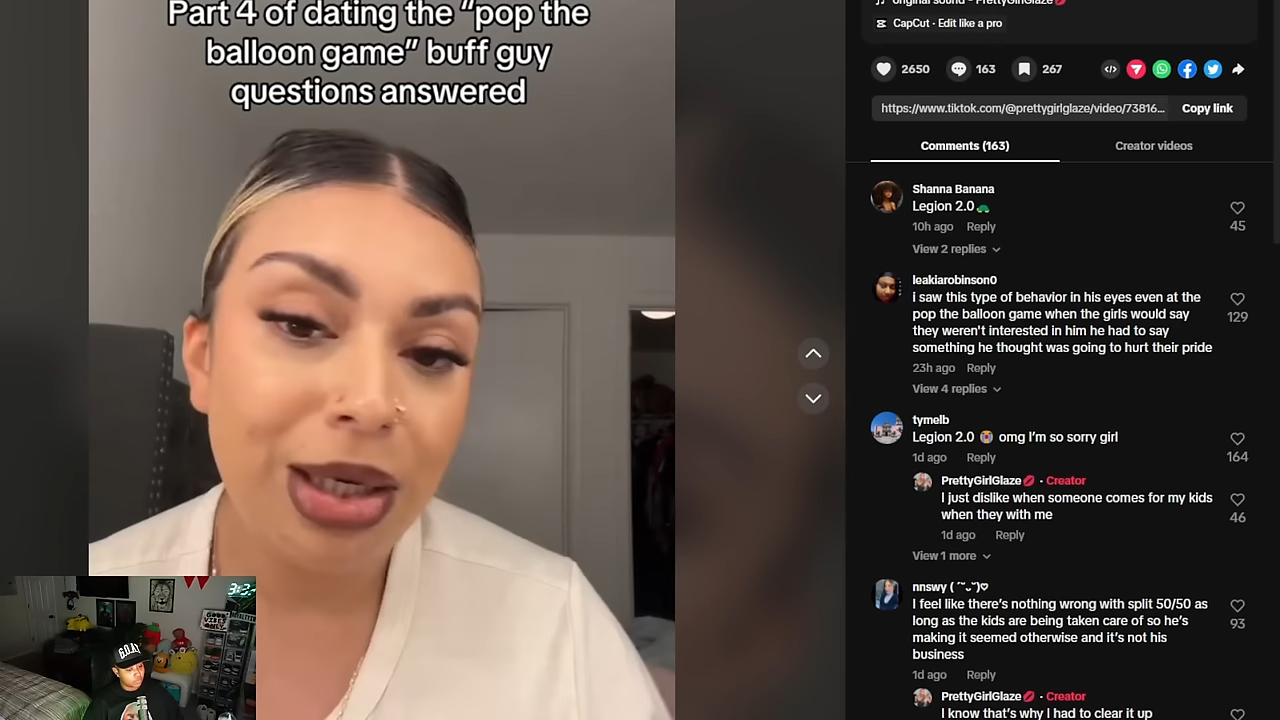 Part 4 of dating the "pop the
balloon game" buff guy
questions answered
original sound - PrettyGirlGlaze💋
CapCut · Edit like a pro
2650
163
267
https://www.tiktok.com/@prettygirlglaze/video/73816...
Copy link
Comments (163)
Creator videos
Shanna Banana
Legion 2.0🐢
45
10h ago Reply
View 2 replies
leakiarobinson0
i saw this type of behavior in his eyes even at the
pop the balloon game when the girls would say
they weren't interested in him he had to say
something he thought was going to hurt their pride
129
23h ago Reply
View 4 replies
tymelb
Legion 2.0 😭 omg I'm so sorry girl
164
1d ago Reply
PrettyGirlGlaze💋 · Creator
I just dislike when someone comes for my kids
when they with me
46
1d ago Reply
View 1 more
nnswy ( ˘͈ ᵕ ˘͈)♡
I feel like there's nothing wrong with split 50/50 as
long as the kids are being taken care of so he's
making it seemed otherwise and it's not his
business
93
1d ago Reply
PrettyGirlGlaze💋 · Creator
I know that's why I had to clear it up
GOOD
VIBES
ONLY
G.O.A.T